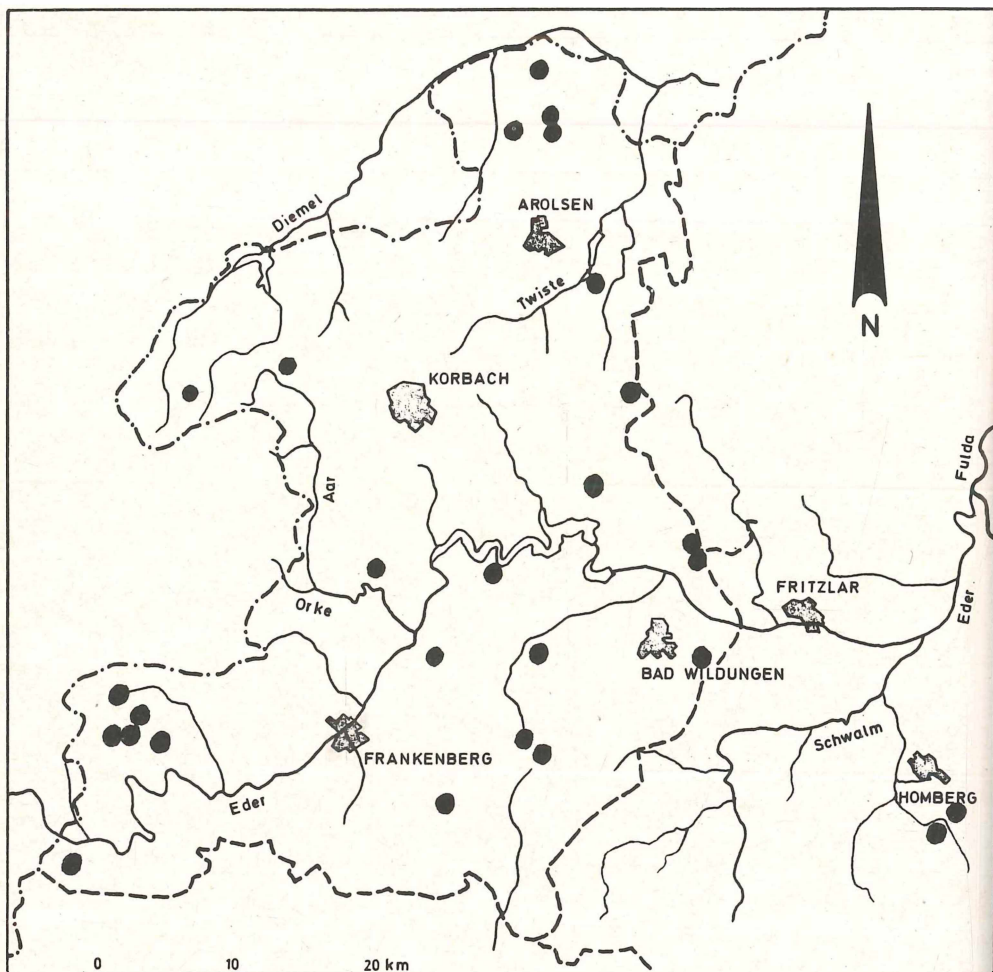 Diemel
AROLSEN
Twiste
N
KORBACH
Fulda
Aar
FRITZLAR
Orke
Eder
BAD WILDUNGEN
Schwalm
FRANKENBERG
Eder
HOMBERG
0 10 20 km